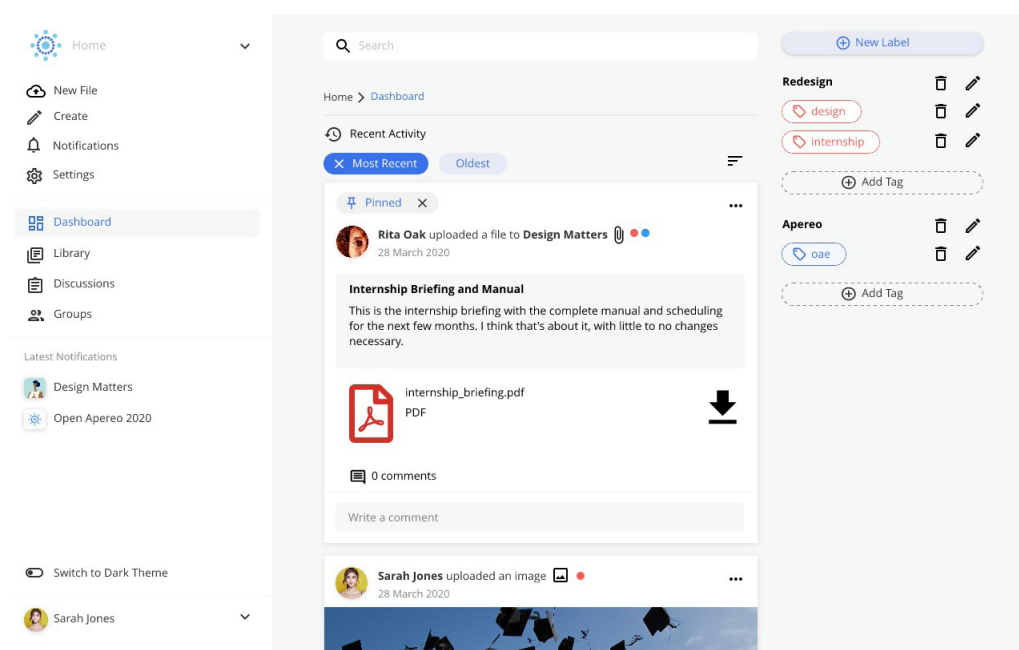 Home
New File
Create
Notifications
Settings
Dashboard
Library
Discussions
Groups
Latest Notifications
Design Matters
Open Apereo 2020
Switch to Dark Theme
Sarah Jones
Search
Home Dashboard
Recent Activity
Most Recent Oldest
Pinned
Rita Oak uploaded a file to Design Matters
28 March 2020
Internship Briefing and Manual
This is the internship briefing with the complete manual and scheduling
for the next few months. I think that's about it, with little to no changes
necessary.
internship_briefing.pdf
PDF
0 comments
Write a comment
Sarah Jones uploaded an image
28 March 2020
New Label
Redesign
design
internship
Add Tag
Apereo
oae
Add Tag